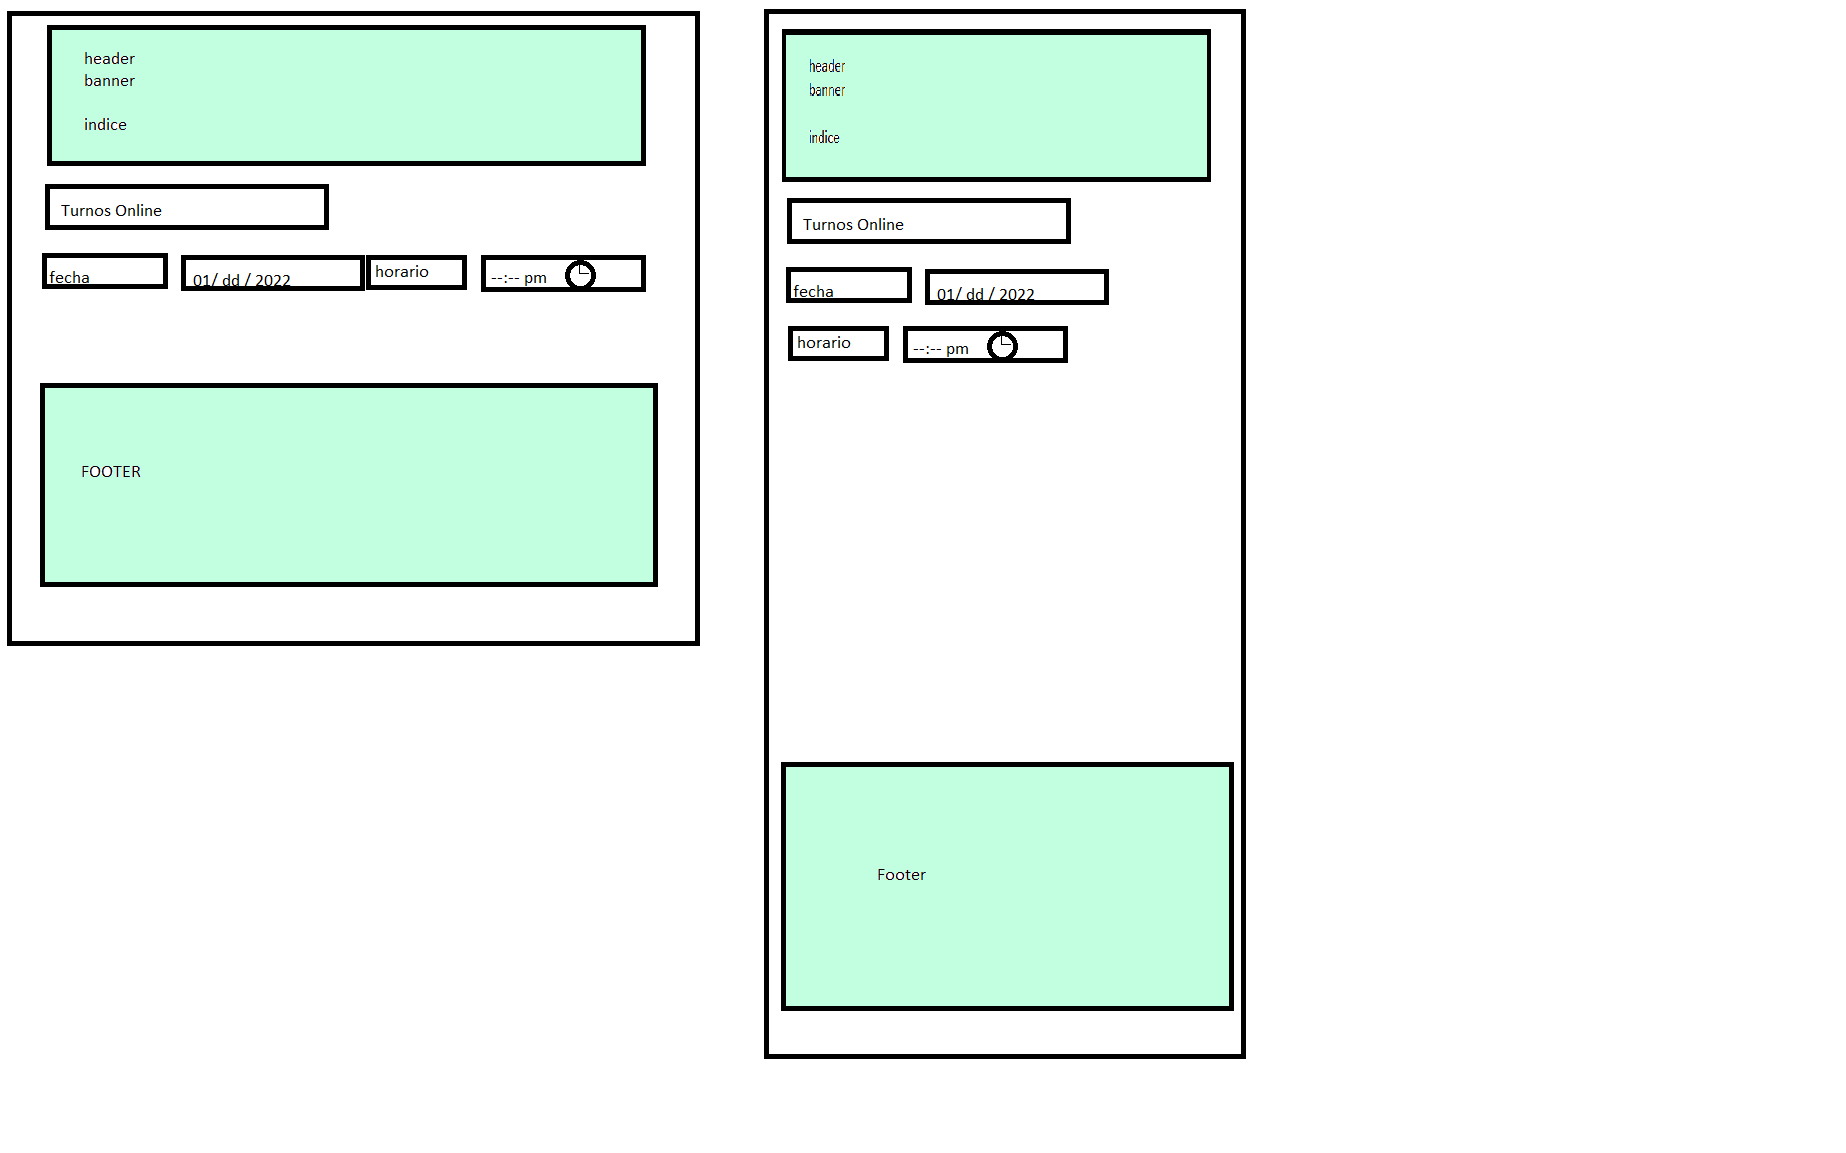 header
banner
indice
Turnos Online
fecha
01/ dd / 2022
horario
--:-- pm
FOOTER
header
banner
indice
Turnos Online
fecha
01/ dd / 2022
horario
--:-- pm
Footer